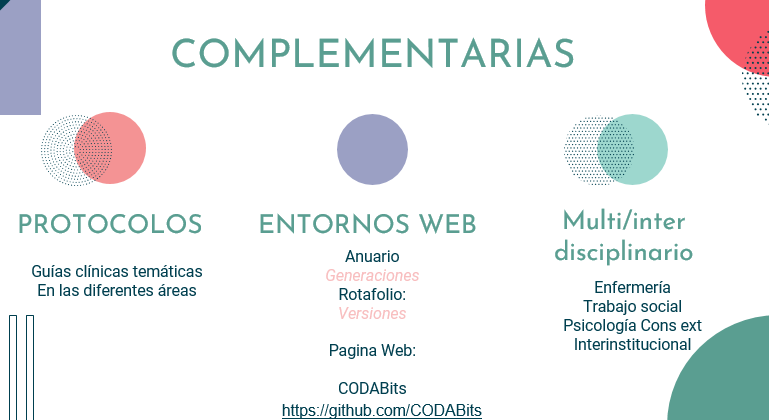 COMPLEMENTARIAS
PROTOCOLOS
Guías clínicas temáticas
En las diferentes áreas
ENTORNOS WEB
Anuario
Generaciones
Rotafolio:
Versiones
Pagina Web:
CODABits
https://github.com/CODABits
Multi/inter
disciplinario
Enfermería
Trabajo social
Psicología Cons ext
Interinstitucional